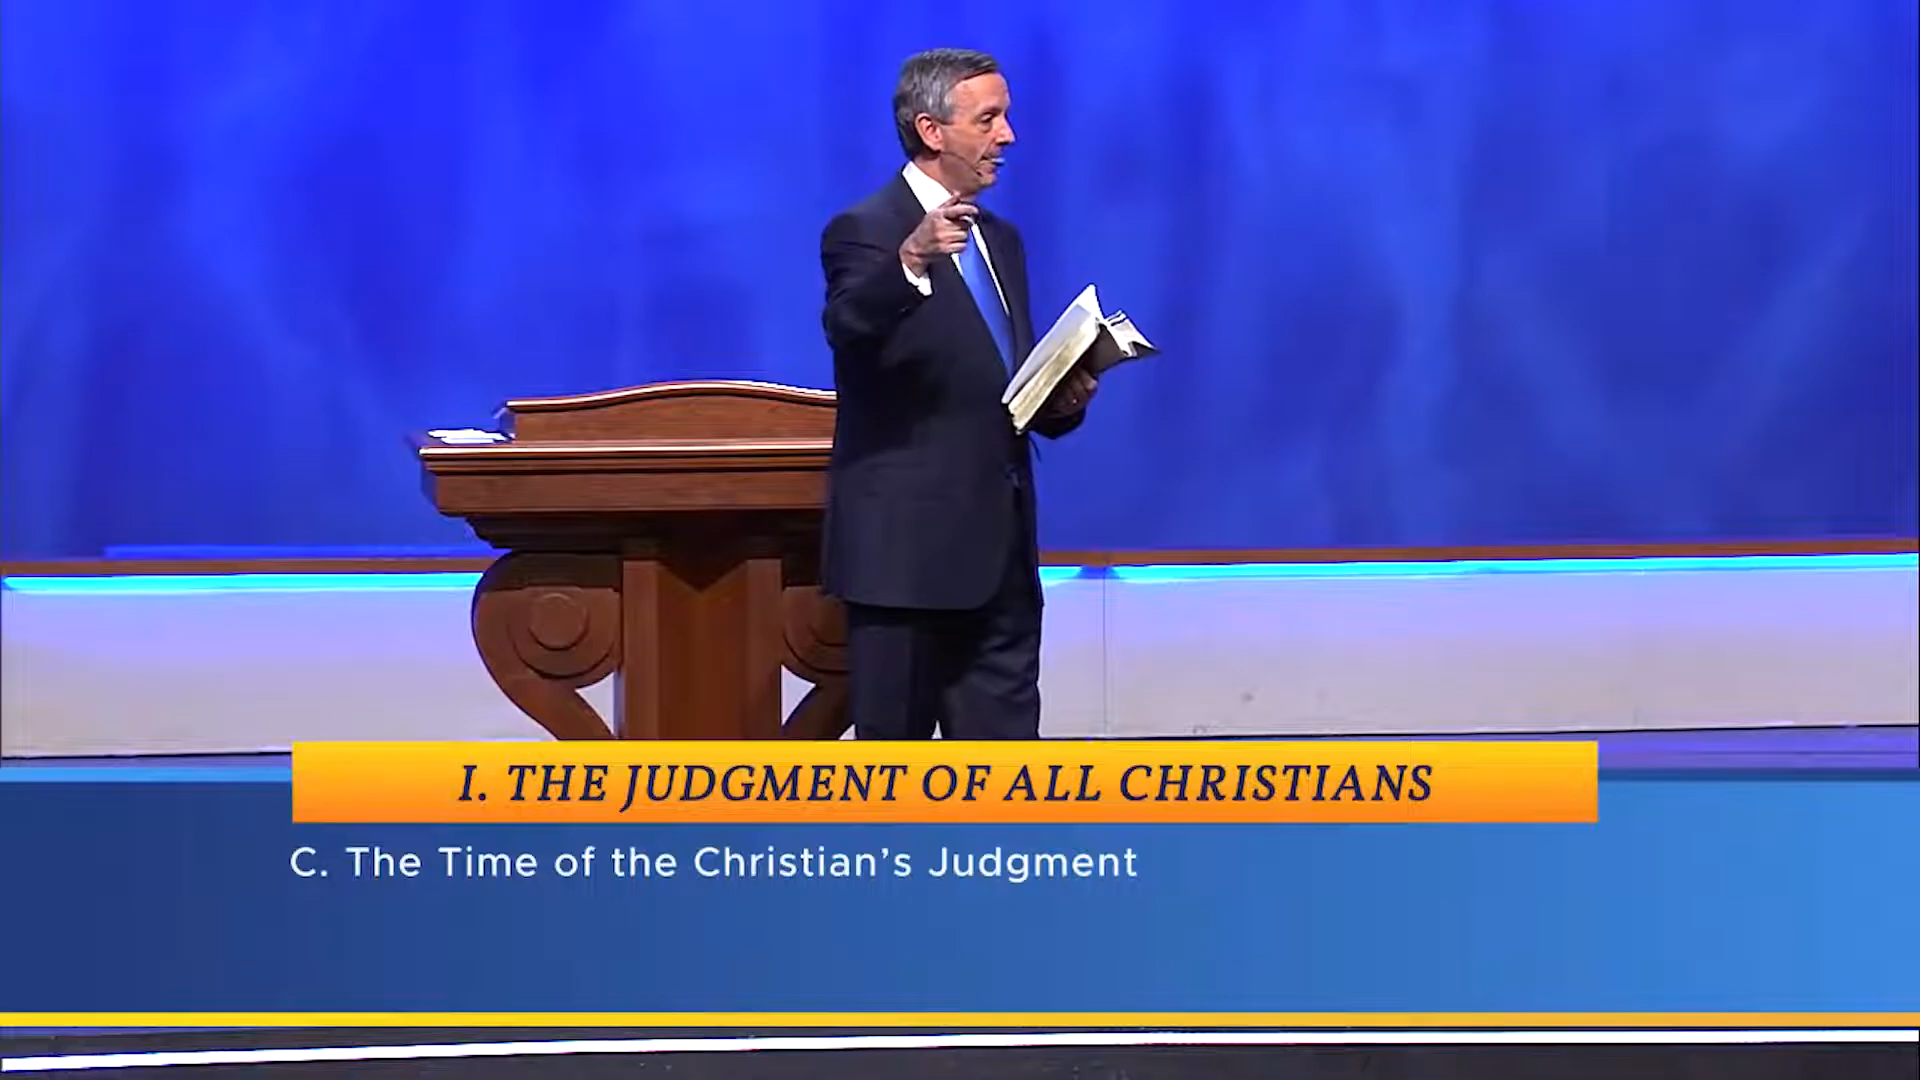 I. THE JUDGMENT OF ALL CHRISTIANS
C. The Time of the Christian’s Judgment